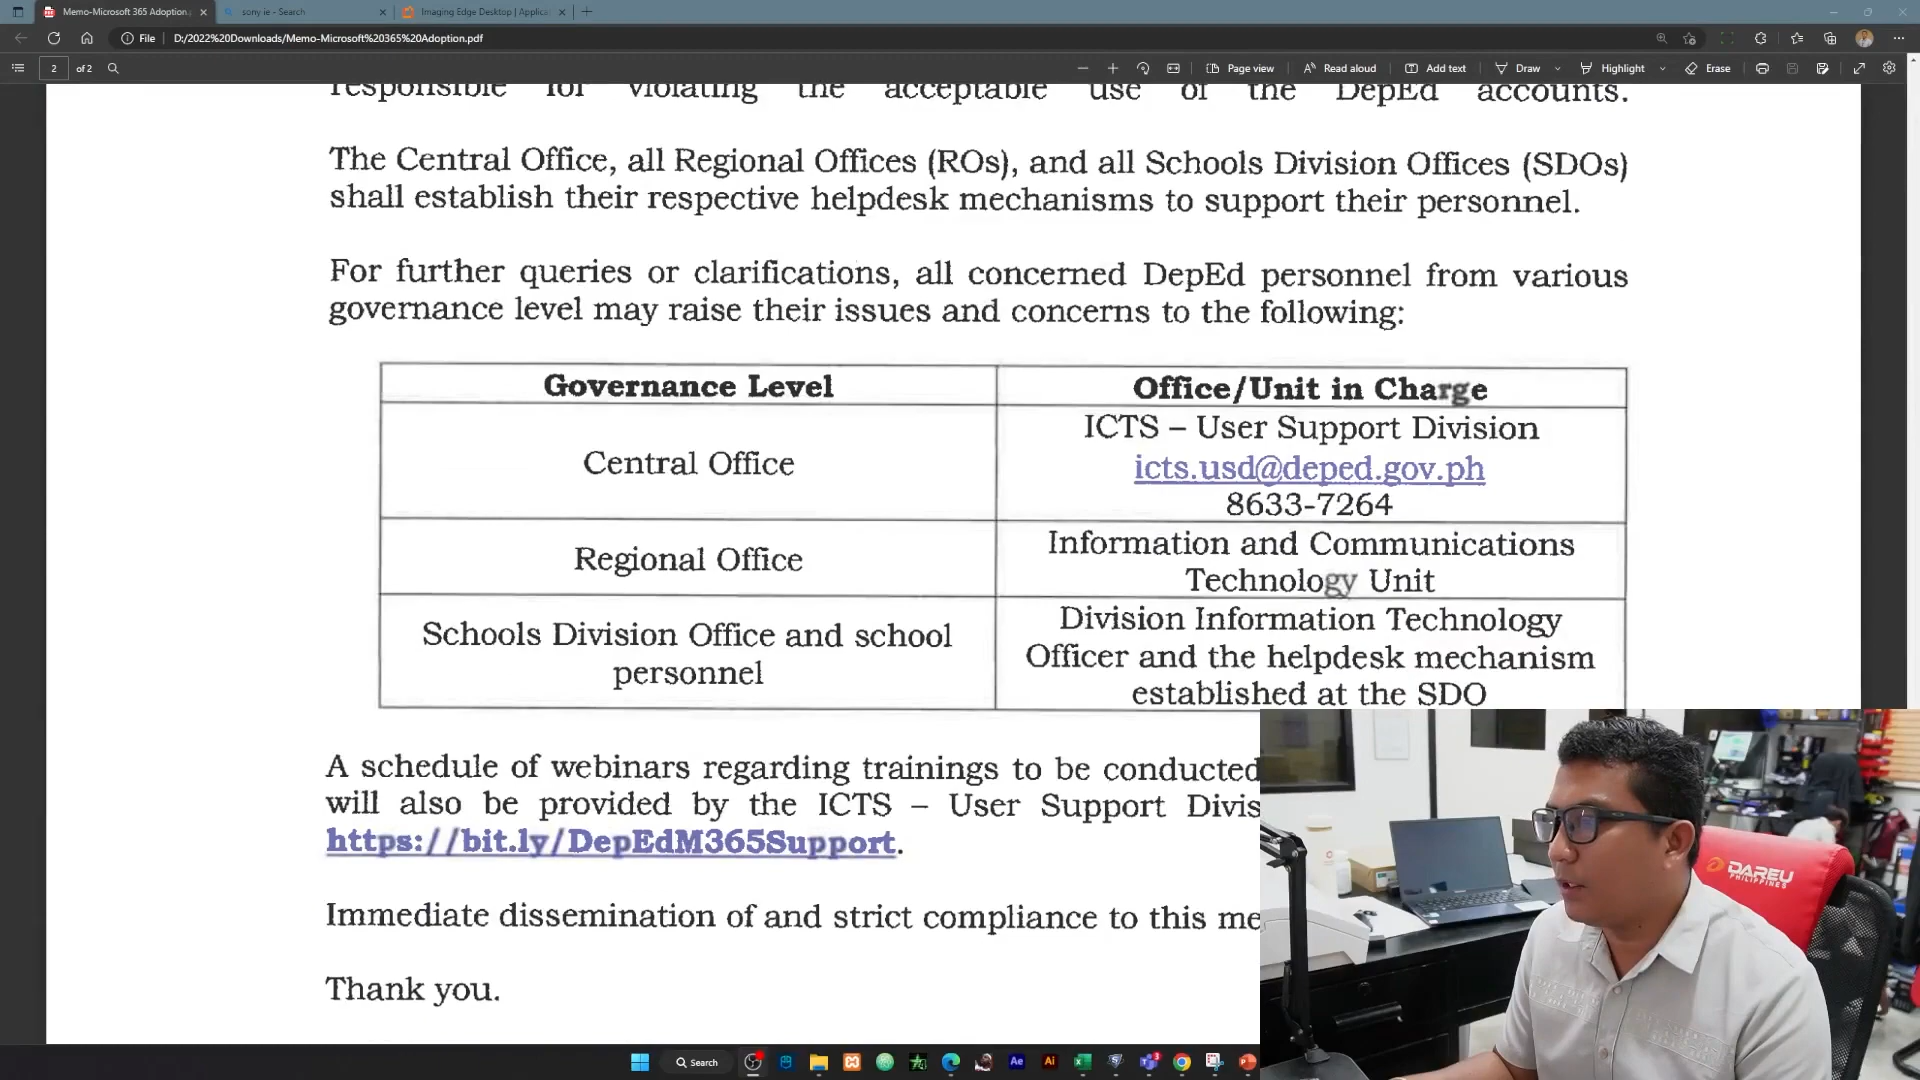 Memo-Microsoft 365 Adoption.
sony ie - Search
Imaging Edge Desktop | Applica
File
D:/2022%20Downloads/Memo-Microsoft%20365%20Adoption.pdf
2 of 2
Page view
Read aloud
Add text
Draw
Highlight
Erase
responsible for violating the acceptable use of the DepEd accounts.
The Central Office, all Regional Offices (ROs), and all Schools Division Offices (SDOs)
shall establish their respective helpdesk mechanisms to support their personnel.
For further queries or clarifications, all concerned DepEd personnel from various
governance level may raise their issues and concerns to the following:
Governance Level
Office/Unit in Charge
Central Office
ICTS – User Support Division
icts.usd@deped.gov.ph
8633-7264
Regional Office
Information and Communications
Technology Unit
Schools Division Office and school
personnel
Division Information Technology
Officer and the helpdesk mechanism
established at the SDO
A schedule of webinars regarding trainings to be conducted
will also be provided by the ICTS – User Support Divis
https://bit.ly/DepEdM365Support.
Immediate dissemination of and strict compliance to this me
Thank you.
DAREU
PHILIPPINES
Search
Ae
Ai